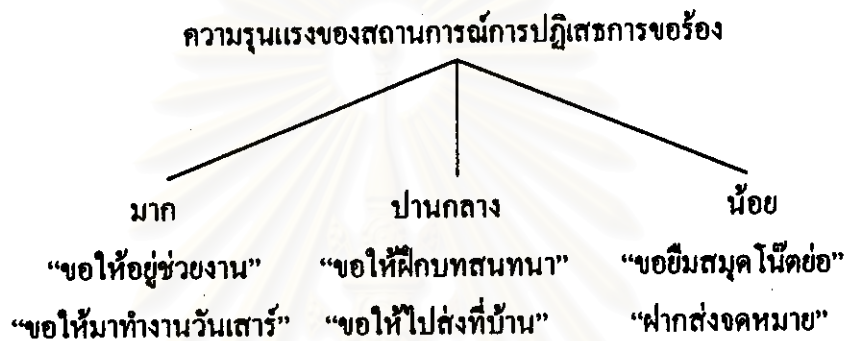 ความรุนแรงของสถานการณ์การปฏิเสธการขอร้อง
มาก ปานกลาง น้อย
“ขอให้อยู่ช่วยงาน” “ขอให้ฝึกบทสนทนา” “ขอยืมสมุดโน๊ตย่อ”
“ขอให้มาทำงานวันเสาร์” “ขอให้ไปส่งที่บ้าน” “ฝากส่งจดหมาย”